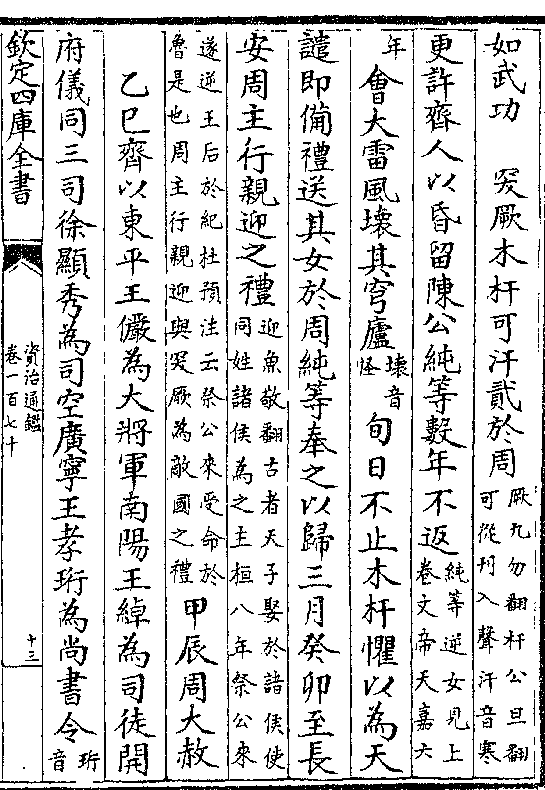 如武功　突厥木杆可汗貳於周厥九勿翻杆公旦翻
可從刋入聲汗音寒
更許齊人以昏留陳公純等數年不返純等逆女見上
卷文帝天嘉六
年　會大雷風壞其穹廬壞音
怪　旬日不止木杆懼以為天
譴即備禮送其女於周純等奉之以歸三月癸卯至長
安周主行親迎之禮迎魚敬翻古者天子娶於諸侯使
同姓諸侯為之主桓八年祭公來
遂逆王后於紀杜預注云祭公來受命於
魯是也周主行親迎與突厥為敵國之禮　甲辰周大赦
乙巳齊以東平王儼為大將軍南陽王綽為司徒開
府儀同三司徐顯秀為司空廣寧王孝珩為尚書令珩
音
欽定四庫全書
資治通鑑
卷一百七十
十三